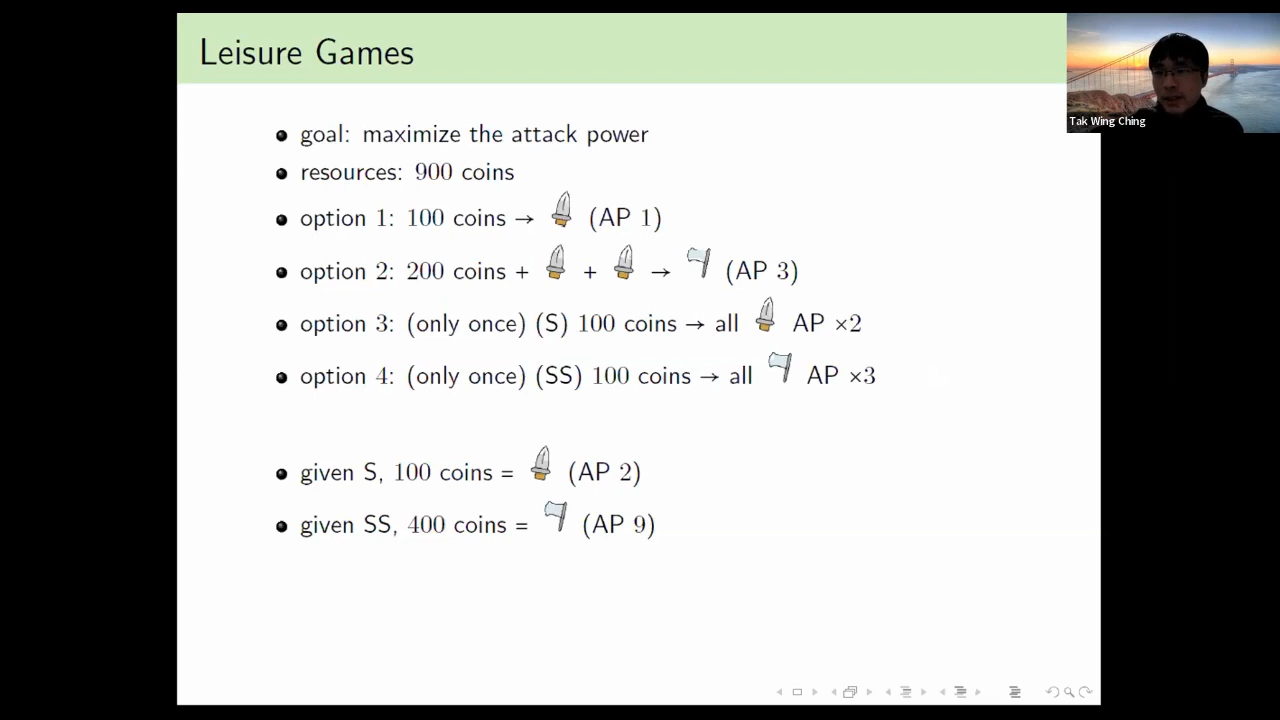 Leisure Games
Tak Wing Ching
goal: maximize the attack power
resources: 900 coins
option 1: 100 coins → (AP 1)
option 2: 200 coins + + → (AP 3)
option 3: (only once) (S) 100 coins → all AP ×2
option 4: (only once) (SS) 100 coins → all AP ×3
given S, 100 coins = (AP 2)
given SS, 400 coins = (AP 9)